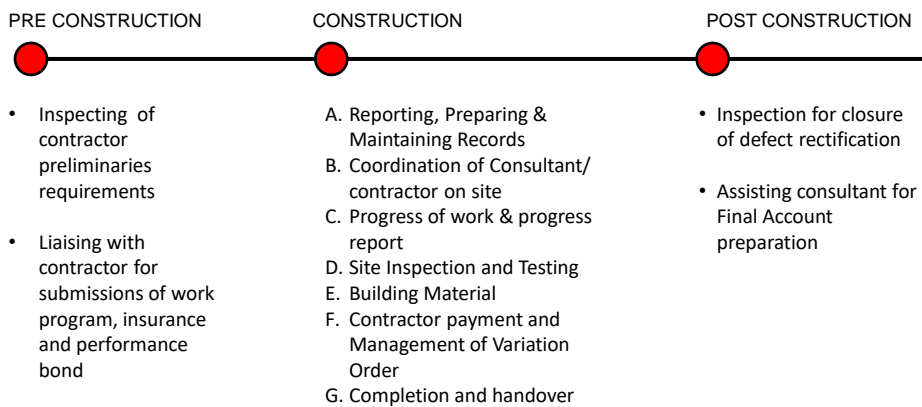 PRE CONSTRUCTION
CONSTRUCTION
POST CONSTRUCTION
• Inspecting of
contractor
preliminaries
requirements
• Liaising with
contractor for
submissions of work
program, insurance
and performance
bond
A. Reporting, Preparing &
Maintaining Records
B. Coordination of Consultant/
contractor on site
C. Progress of work & progress
report
D. Site Inspection and Testing
E. Building Material
F. Contractor payment and
Management of Variation
Order
G. Completion and handover
• Inspection for closure
of defect rectification
• Assisting consultant for
Final Account
preparation